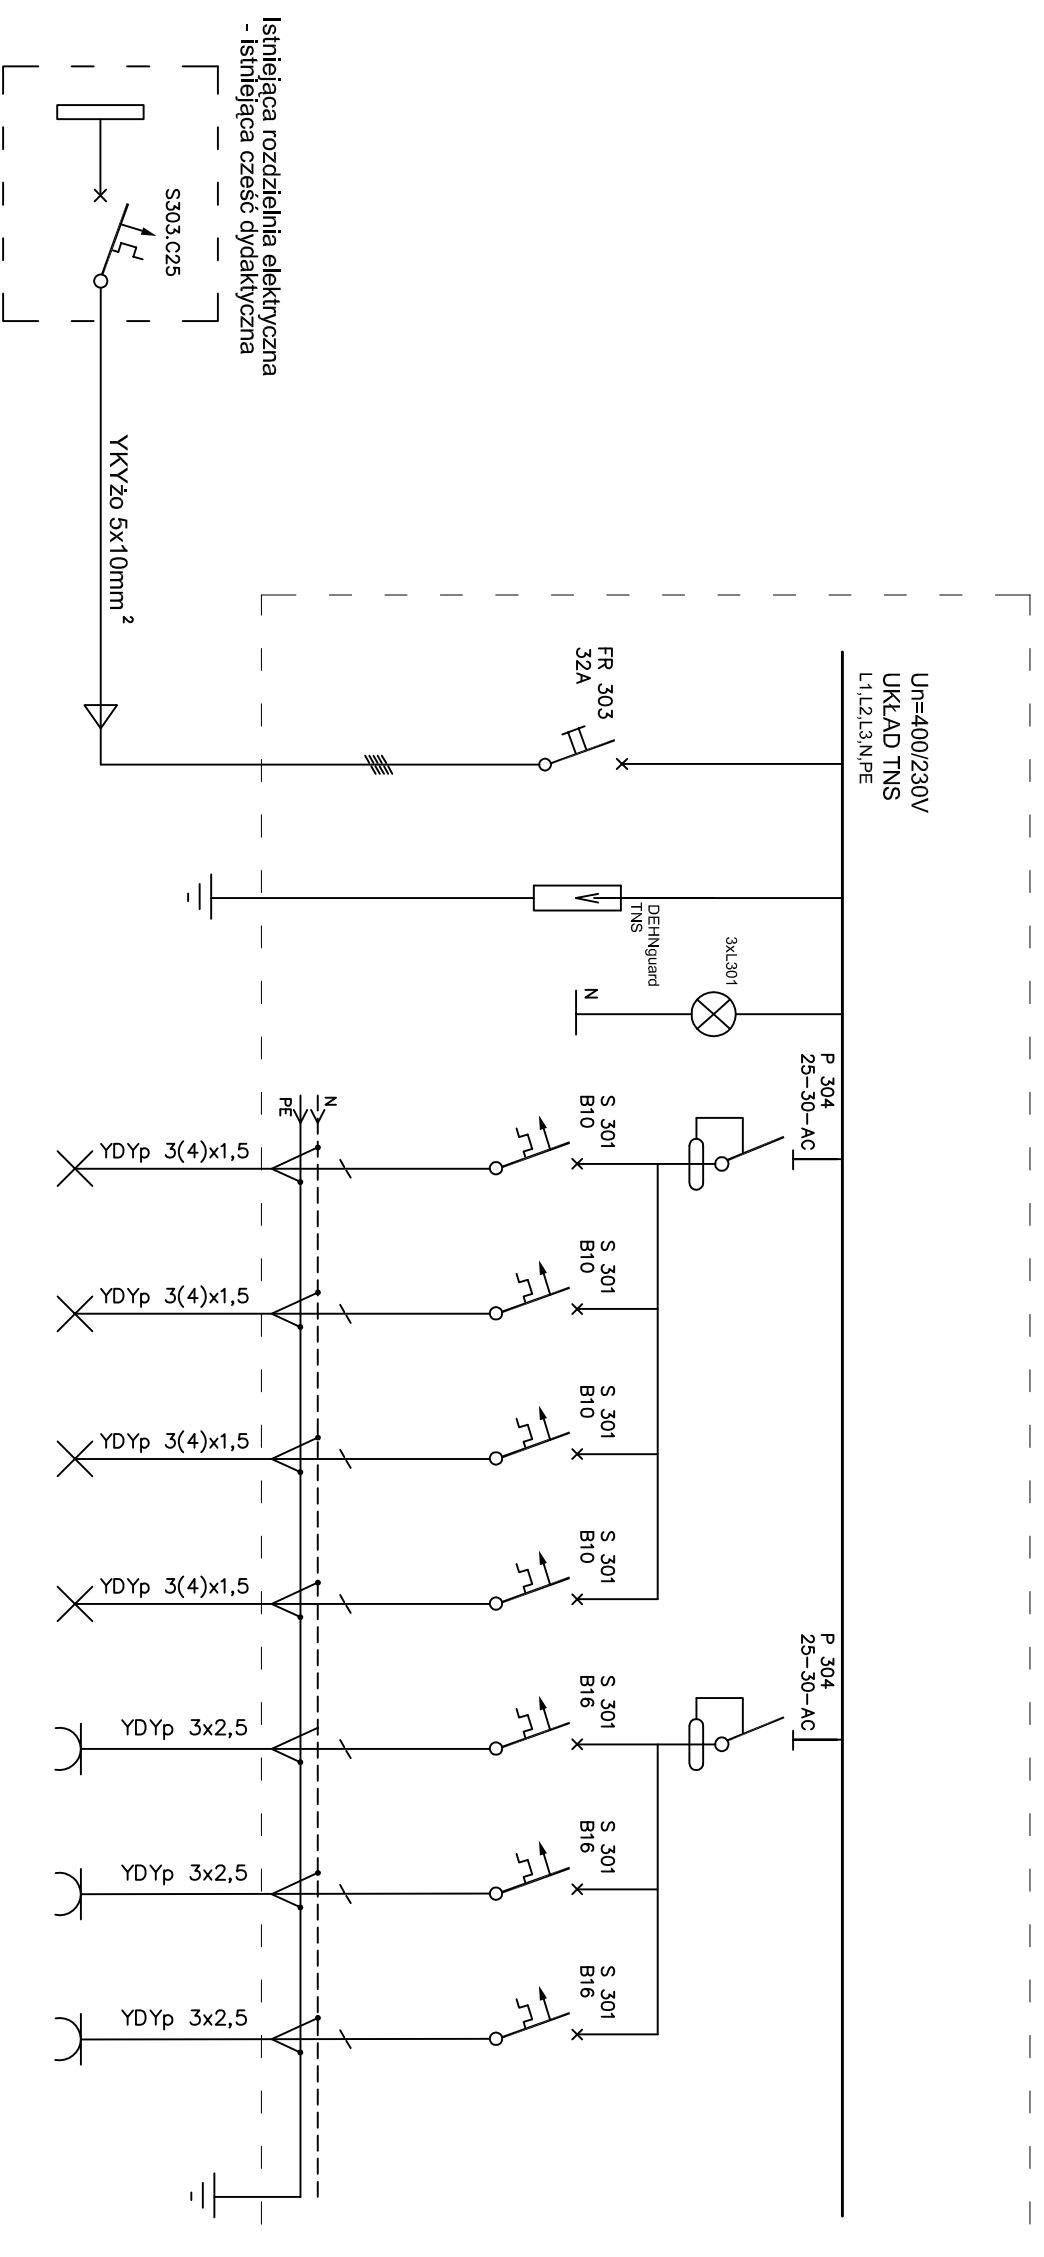 Istniejąca rozdzielnia elektryczna
- istniejąca cześć dydaktyczna
S303.C25
YKYżo 5x10mm²
Un=400/230V
UKŁAD TNS
L1,L2,L3,N,PE
FR 303
32A
DEHNguard
TNS
3xL301
N
P 304
25-30-AC
P 304
25-30-AC
S 301
B10
S 301
B10
S 301
B10
S 301
B10
S 301
B16
S 301
B16
S 301
B16
N
PE
YDYp 3(4)x1,5
YDYp 3(4)x1,5
YDYp 3(4)x1,5
YDYp 3(4)x1,5
YDYp 3x2,5
YDYp 3x2,5
YDYp 3x2,5